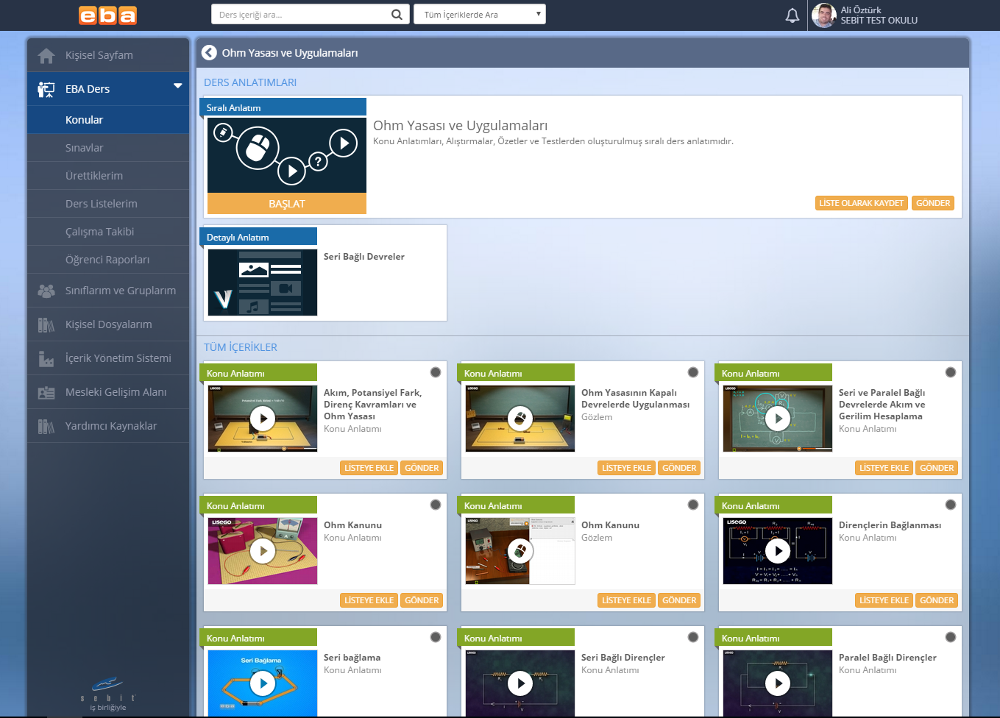 eba
Ders içeriği ara...
Tüm İçeriklerde Ara
Ali Öztürk
SEBİT TEST OKULU
Kişisel Sayfam
EBA Ders
Konular
Sınavlar
Ürettiklerim
Ders Listelerim
Çalışma Takibi
Öğrenci Raporları
Sınıflarım ve Gruplarım
Kişisel Dosyalarım
İçerik Yönetim Sistemi
Mesleki Gelişim Alanı
Yardımcı Kaynaklar
sebit
iş birliğiyle
Ohm Yasası ve Uygulamaları
DERS ANLATIMLARI
Sıralı Anlatım
BAŞLAT
Ohm Yasası ve Uygulamaları
Konu Anlatımları, Alıştırmalar, Özetler ve Testlerden oluşturulmuş sıralı ders anlatımıdır.
LİSTE OLARAK KAYDET
GÖNDER
Detaylı Anlatım
Seri Bağlı Devreler
TÜM İÇERİKLER
Konu Anlatımı
LISEGO
Akım, Potansiyel Fark,
Direnç Kavramları ve
Ohm Yasası
Konu Anlatımı
LİSTEYE EKLE
GÖNDER
Konu Anlatımı
LISEGO
Ohm Yasasının Kapalı
Devrelerde Uygulanması
Gözlem
LİSTEYE EKLE
GÖNDER
Konu Anlatımı
LISEGO
Seri ve Paralel Bağlı
Devrelerde Akım ve
Gerilim Hesaplama
Konu Anlatımı
LİSTEYE EKLE
GÖNDER
Konu Anlatımı
LISEGO
Ohm Kanunu
Konu Anlatımı
LİSTEYE EKLE
GÖNDER
Konu Anlatımı
Ohm Kanunu
Gözlem
LİSTEYE EKLE
GÖNDER
Konu Anlatımı
LISEGO
Dirençlerin Bağlanması
Konu Anlatımı
LİSTEYE EKLE
GÖNDER
Konu Anlatımı
Seri Bağlama
Seri bağlama
Konu Anlatımı
Konu Anlatımı
LISEGO
Seri Bağlı Dirençler
Konu Anlatımı
Konu Anlatımı
LISEGO
Paralel Bağlı Dirençler
Konu Anlatımı